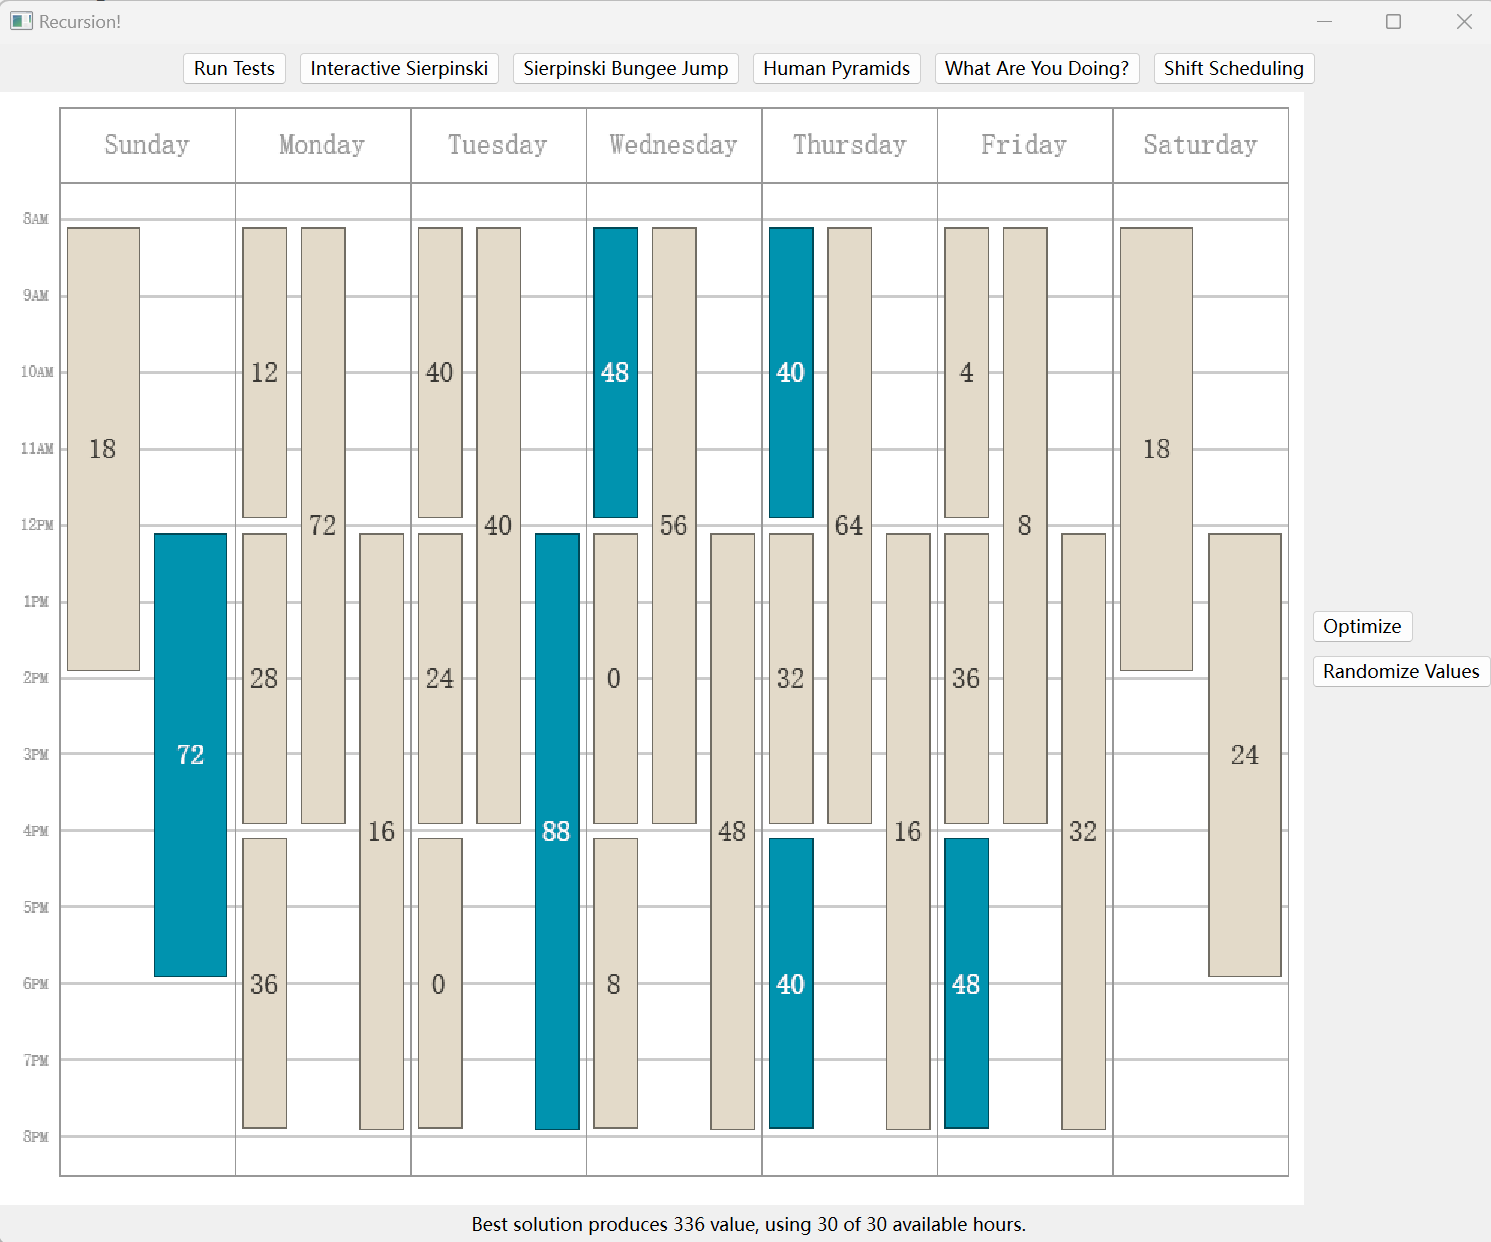 Recursion!
Run Tests Interactive Sierpinski Sierpinski Bungee Jump Human Pyramids What Are You Doing? Shift Scheduling
Sunday Monday Tuesday Wednesday Thursday Friday Saturday
8AM
9AM
10AM 12 40 48 40 4
11AM 18 18
12PM 72 40 56 64 8
1PM
Optimize
2PM 28 24 0 32 36
Randomize Values
3PM 72 24
4PM 16 88 48 16 32
5PM
6PM 36 0 8 40 48
7PM
8PM
Best solution produces 336 value, using 30 of 30 available hours.